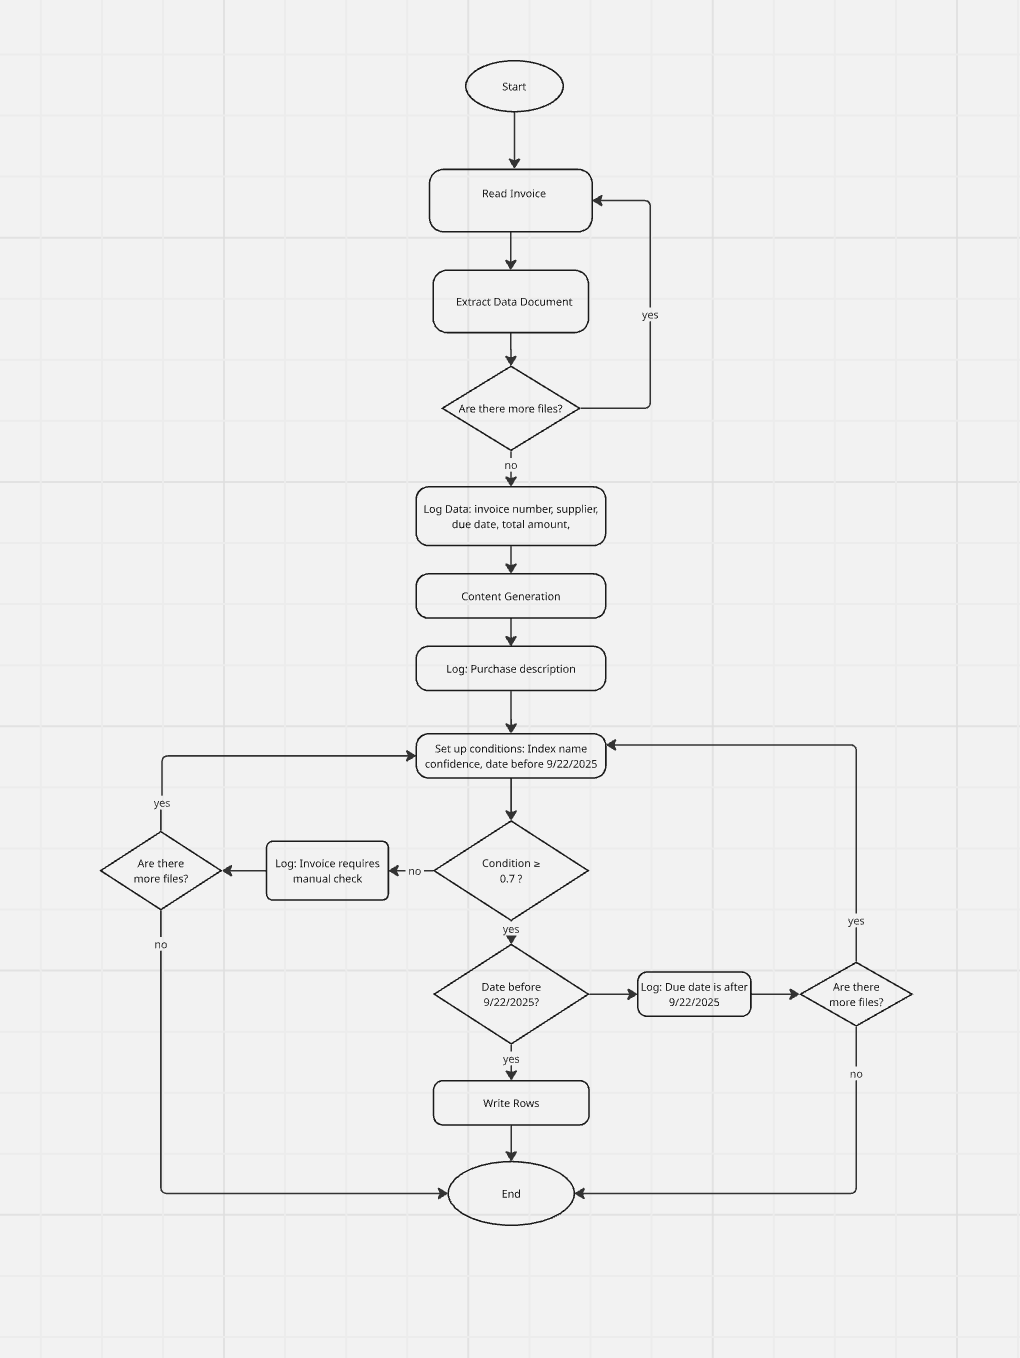 Start
Read Invoice
Extract Data Document
yes
Are there more files?
no
Log Data: invoice number, supplier,
due date, total amount,
Content Generation
Log: Purchase description
Set up conditions: Index name
confidence, date before 9/22/2025
yes
Are there
more files?
Log: Invoice requires
manual check
no
Condition ≥
0.7 ?
yes
yes
no
Date before
9/22/2025?
Log: Due date is after
9/22/2025
Are there
more files?
yes
no
Write Rows
End